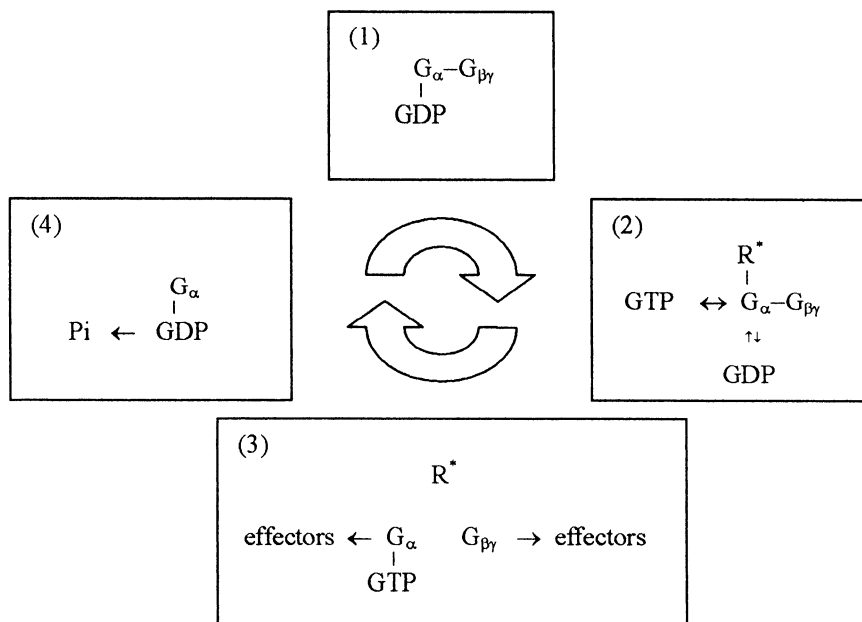 (1)
Gα–Gβγ
GDP
(4)
Gα
Pi ← GDP
(2)
R*
GTP ↔ Gα–Gβγ
↑↓
GDP
(3)
R*
effectors ← Gα Gβγ → effectors
GTP